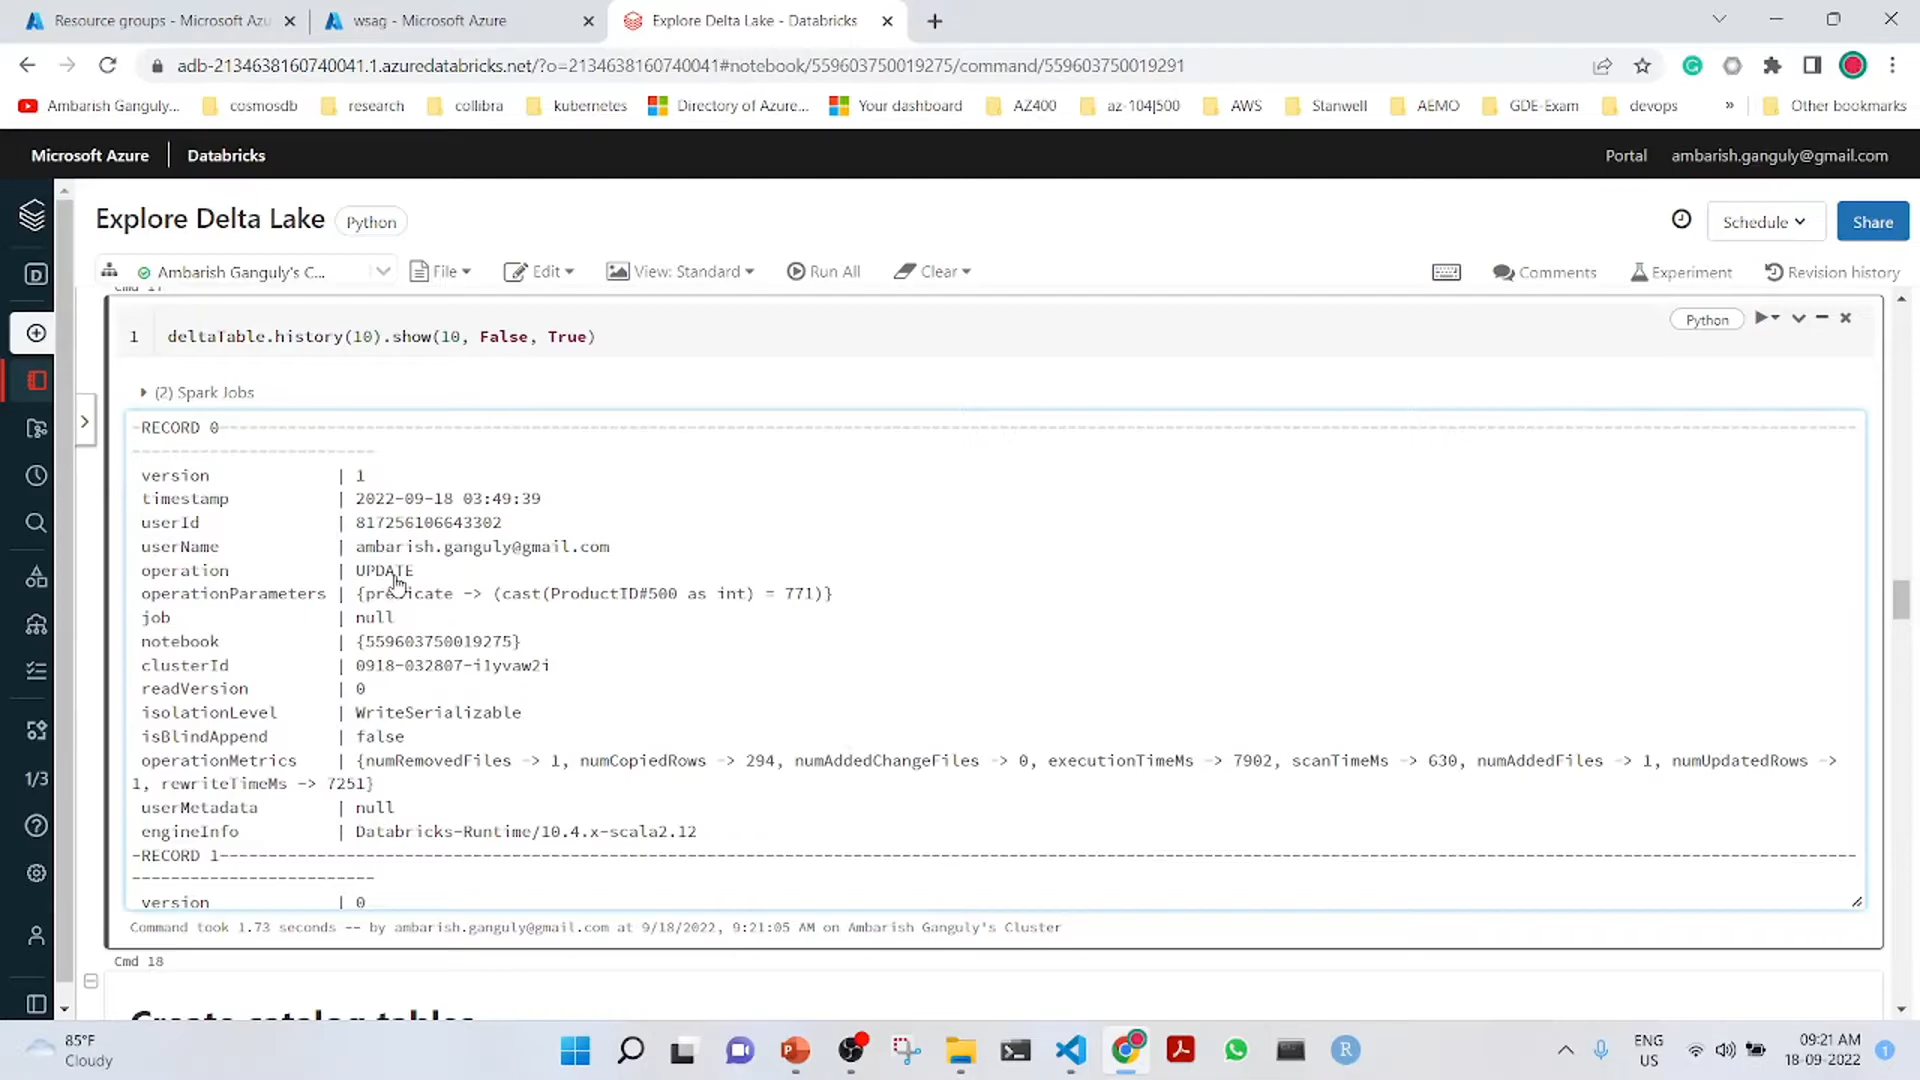 Resource groups - Microsoft Azu
wsag - Microsoft Azure
Explore Delta Lake - Databricks
adb-2134638160740041.1.azuredatabricks.net/?o=2134638160740041#notebook/559603750019275/command/559603750019291
Ambarish Ganguly...
cosmosdb
research
collibra
kubernetes
Directory of Azure...
Your dashboard
AZ400
az-104|500
AWS
Stanwell
AEMO
GDE-Exam
devops
»
Other bookmarks
Microsoft Azure
Databricks
Portal
ambarish.ganguly@gmail.com
Explore Delta Lake
Python
Schedule
Share
Ambarish Ganguly's C...
File
Edit
View: Standard
Run All
Clear
Comments
Experiment
Revision history
Cmd 17
1 deltaTable.history(10).show(10, False, True)
Python
(2) Spark Jobs
-RECORD 0------------------------------------------------------------
------------------------
version | 1
timestamp | 2022-09-18 03:49:39
userId | 817256106643302
userName | ambarish.ganguly@gmail.com
operation | UPDATE
operationParameters | {predicate -> (cast(ProductID#500 as int) = 771)}
job | null
notebook | {559603750019275}
clusterId | 0918-032807-i1yvaw2i
readVersion | 0
isolationLevel | WriteSerializable
isBlindAppend | false
operationMetrics | {numRemovedFiles -> 1, numCopiedRows -> 294, numAddedChangeFiles -> 0, executionTimeMs -> 7902, scanTimeMs -> 630, numAddedFiles -> 1, numUpdatedRows ->
1, rewriteTimeMs -> 7251}
userMetadata | null
engineInfo | Databricks-Runtime/10.4.x-scala2.12
-RECORD 1------------------------------------------------------------
------------------------
version | 0
Command took 1.73 seconds -- by ambarish.ganguly@gmail.com at 9/18/2022, 9:21:05 AM on Ambarish Ganguly's Cluster
Cmd 18
Create catalog tables
1/3
85°F
Cloudy
ENG
US
09:21 AM
18-09-2022
1